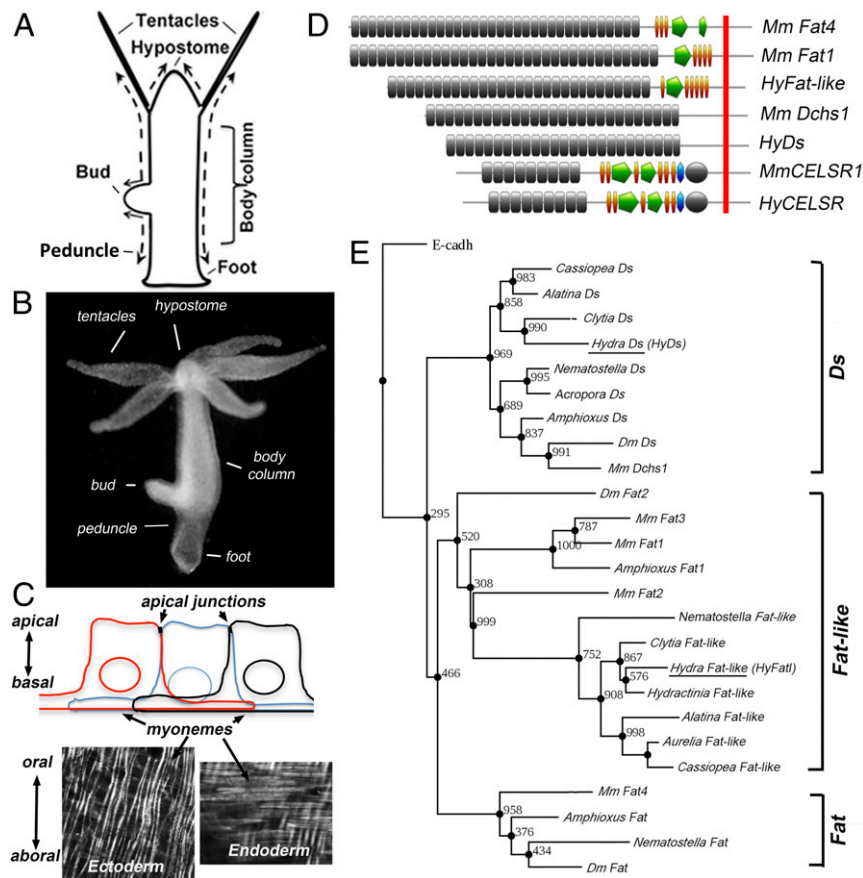 A
Tentacles
Hypostome
Bud
Body column
Peduncle
Foot
B
hypostome
tentacles
body
column
bud
peduncle
foot
C
apical junctions
apical
basal
myonemes
oral
aboral
Ectoderm
Endoderm
D
Mm Fat4
Mm Fat1
HyFat-like
Mm Dchs1
HyDs
MmCELSR1
HyCELSR
E
E-cadh
Cassiopea Ds
983
Alatina Ds
858
Clytia Ds
990
Hydra Ds (HyDs)
969
Nematostella Ds
995
Acropora Ds
689
Amphioxus Ds
837
Dm Ds
991
Mm Dchs1
Ds
295
Dm Fat2
520
Mm Fat3
787
Mm Fat1
1000
Amphioxus Fat1
308
Mm Fat2
999
Nematostella Fat-like
752
Clytia Fat-like
867
Hydra Fat-like (HyFatl)
576
Hydractinia Fat-like
908
Alatina Fat-like
998
Aurelia Fat-like
Cassiopea Fat-like
Fat-like
466
Mm Fat4
958
Amphioxus Fat
376
Nematostella Fat
434
Dm Fat
Fat